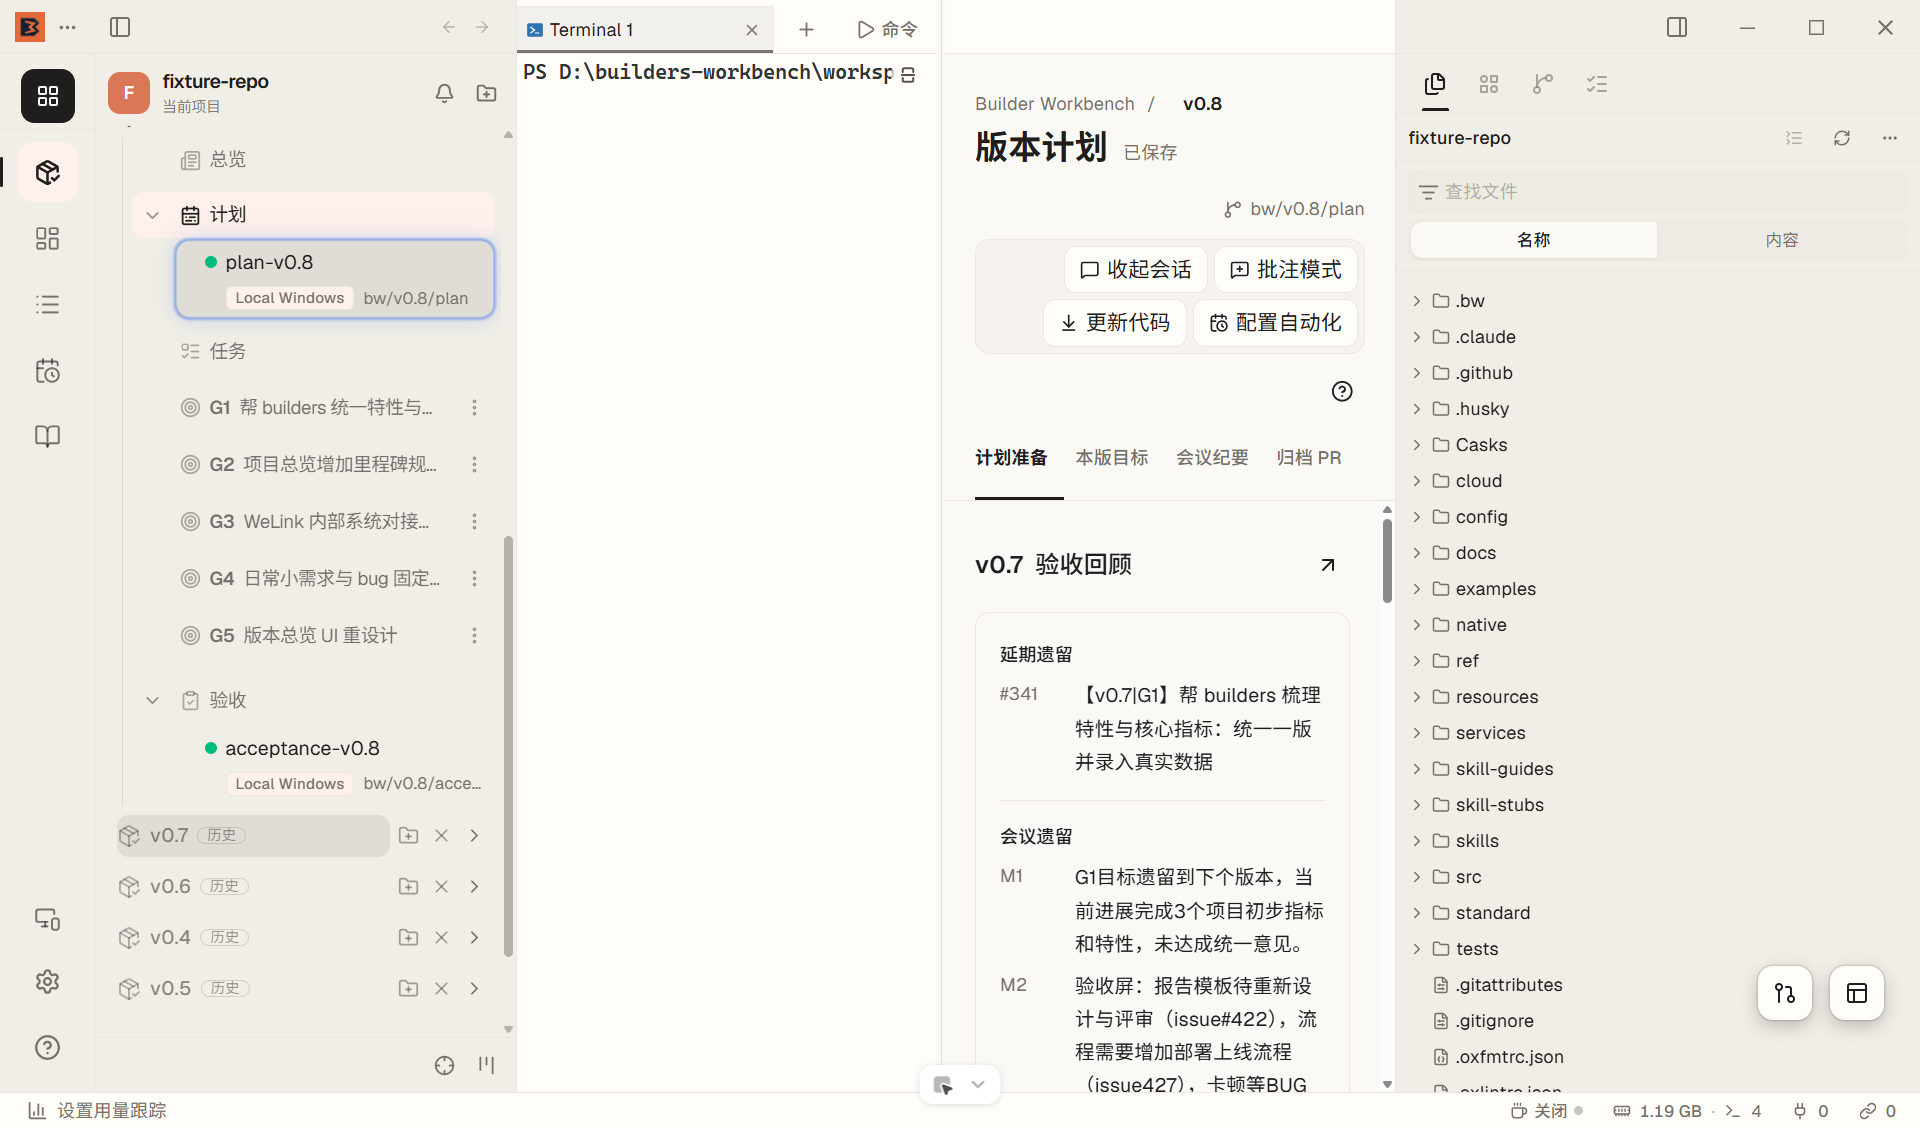 fixture-repo
当前项目
总览
计划
plan-v0.8
Local Windows bw/v0.8/plan
任务
G1 帮 builders 统一特性与...
G2 项目总览增加里程碑规...
G3 WeLink 内部系统对接...
G4 日常小需求与 bug 固定...
G5 版本总览 UI 重设计
验收
acceptance-v0.8
Local Windows bw/v0.8/acce...
v0.7 历史
v0.6 历史
v0.4 历史
v0.5 历史
设置用量跟踪
Terminal 1
命令
PS D:\builders-workbench\worksp
Builder Workbench / v0.8
版本计划 已保存
bw/v0.8/plan
收起会话 批注模式
更新代码 配置自动化
计划准备 本版目标 会议纪要 归档 PR
v0.7 验收回顾
延期遗留
#341 【v0.7|G1】帮 builders 梳理
特性与核心指标：统一一版
并录入真实数据
会议遗留
M1 G1目标遗留到下个版本，当
前进展完成3个项目初步指标
和特性，未达成统一意见。
M2 验收屏：报告模板待重新设
计与评审（issue#422），流
程需要增加部署上线流程
（issue427），卡顿等BUG
fixture-repo
查找文件
名称 内容
.bw
.claude
.github
.husky
Casks
cloud
config
docs
examples
native
ref
resources
services
skill-guides
skill-stubs
skills
src
standard
tests
.gitattributes
.gitignore
.oxfmtrc.json
.oxlintrc.json
关闭 1.19 GB · 4 0 0